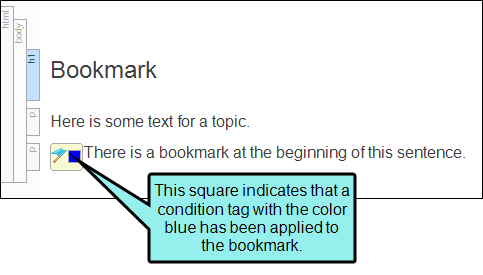 html
body
h1
Bookmark
p
Here is some text for a topic.
p
There is a bookmark at the beginning of this sentence.
This square indicates that a
condition tag with the color
blue has been applied to
the bookmark.